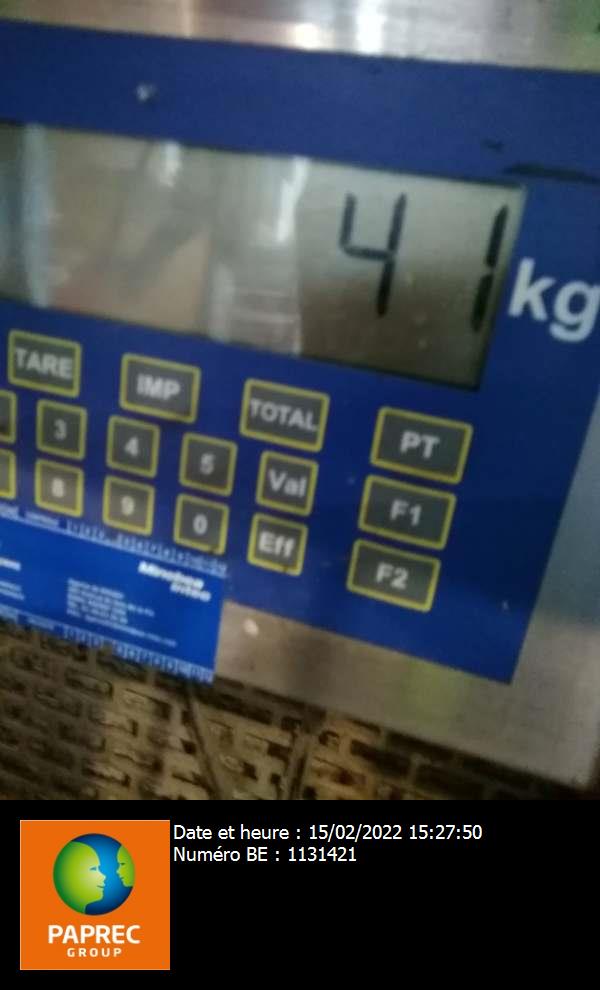 41 kg
TARE
IMP
TOTAL
PT
3
4
5
Val
F1
8
9
0
Eff
F2
Date et heure : 15/02/2022 15:27:50
Numéro BE : 1131421
PAPREC
GROUP